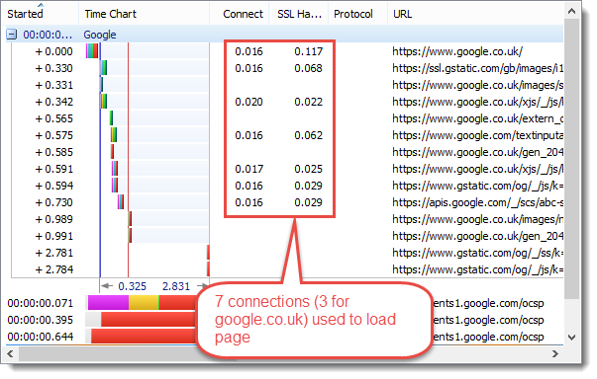 Started Time Chart Connect SSL Ha... Protocol URL
00:00:00.0... Google
+ 0.000 0.016 0.117 https://www.google.co.uk/
+ 0.330 0.016 0.068 https://ssl.gstatic.com/gb/images/i1
+ 0.331 https://www.google.co.uk/images/s
+ 0.342 0.020 0.022 https://www.google.co.uk/xjs/_/js/k
+ 0.565 https://www.google.co.uk/extern_c
+ 0.575 0.016 0.062 https://www.google.com/textinputa
+ 0.585 https://www.google.co.uk/gen_204
+ 0.591 0.017 0.025 https://www.google.co.uk/xjs/_/js/k
+ 0.594 0.016 0.029 https://www.gstatic.com/og/_/js/k=
+ 0.730 0.016 0.029 https://apis.google.com/_/scs/abc-s
+ 0.989 https://www.google.co.uk/images/n
+ 0.991 https://www.google.co.uk/gen_204
+ 2.781 https://www.gstatic.com/og/_/ss/k=
+ 2.784 https://www.gstatic.com/og/_/js/k=
0.325 2.831
00:00:00.071 ents1.google.com/ocsp
00:00:00.395 ents1.google.com/ocsp
00:00:00.644 ents1.google.com/ocsp
7 connections (3 for
google.co.uk) used to load
page